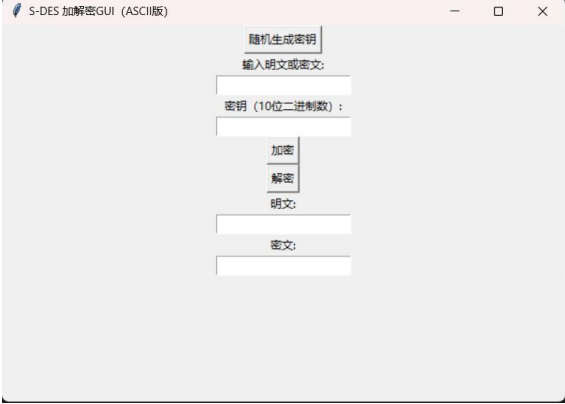 S-DES 加解密GUI（ASCII版）
随机生成密钥
输入明文或密文:
密钥（10位二进制数）:
加密
解密
明文:
密文: